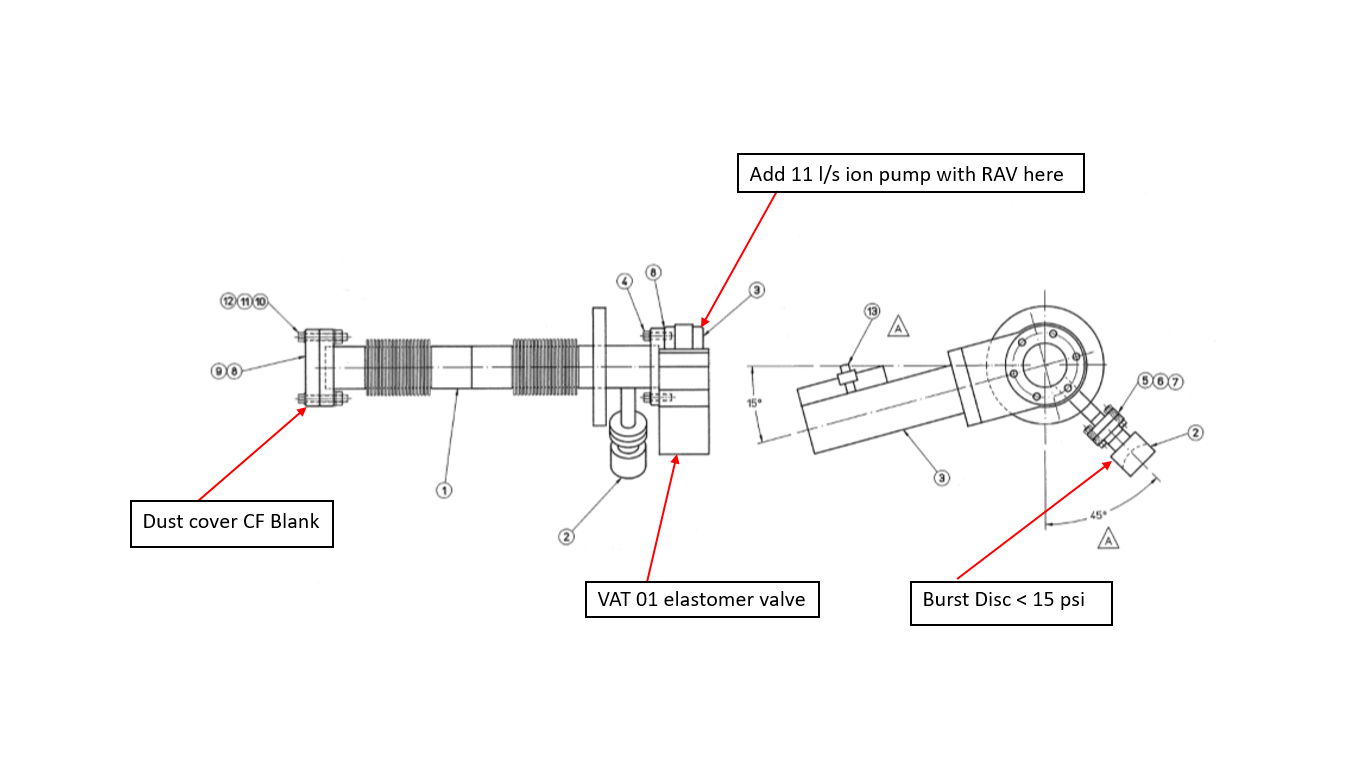 Add 11 l/s ion pump with RAV here
8
4
3
12 11 10
13
A
9 8
15°
5 6 7
2
1
3
45°
Dust cover CF Blank
2
A
VAT 01 elastomer valve
Burst Disc < 15 psi